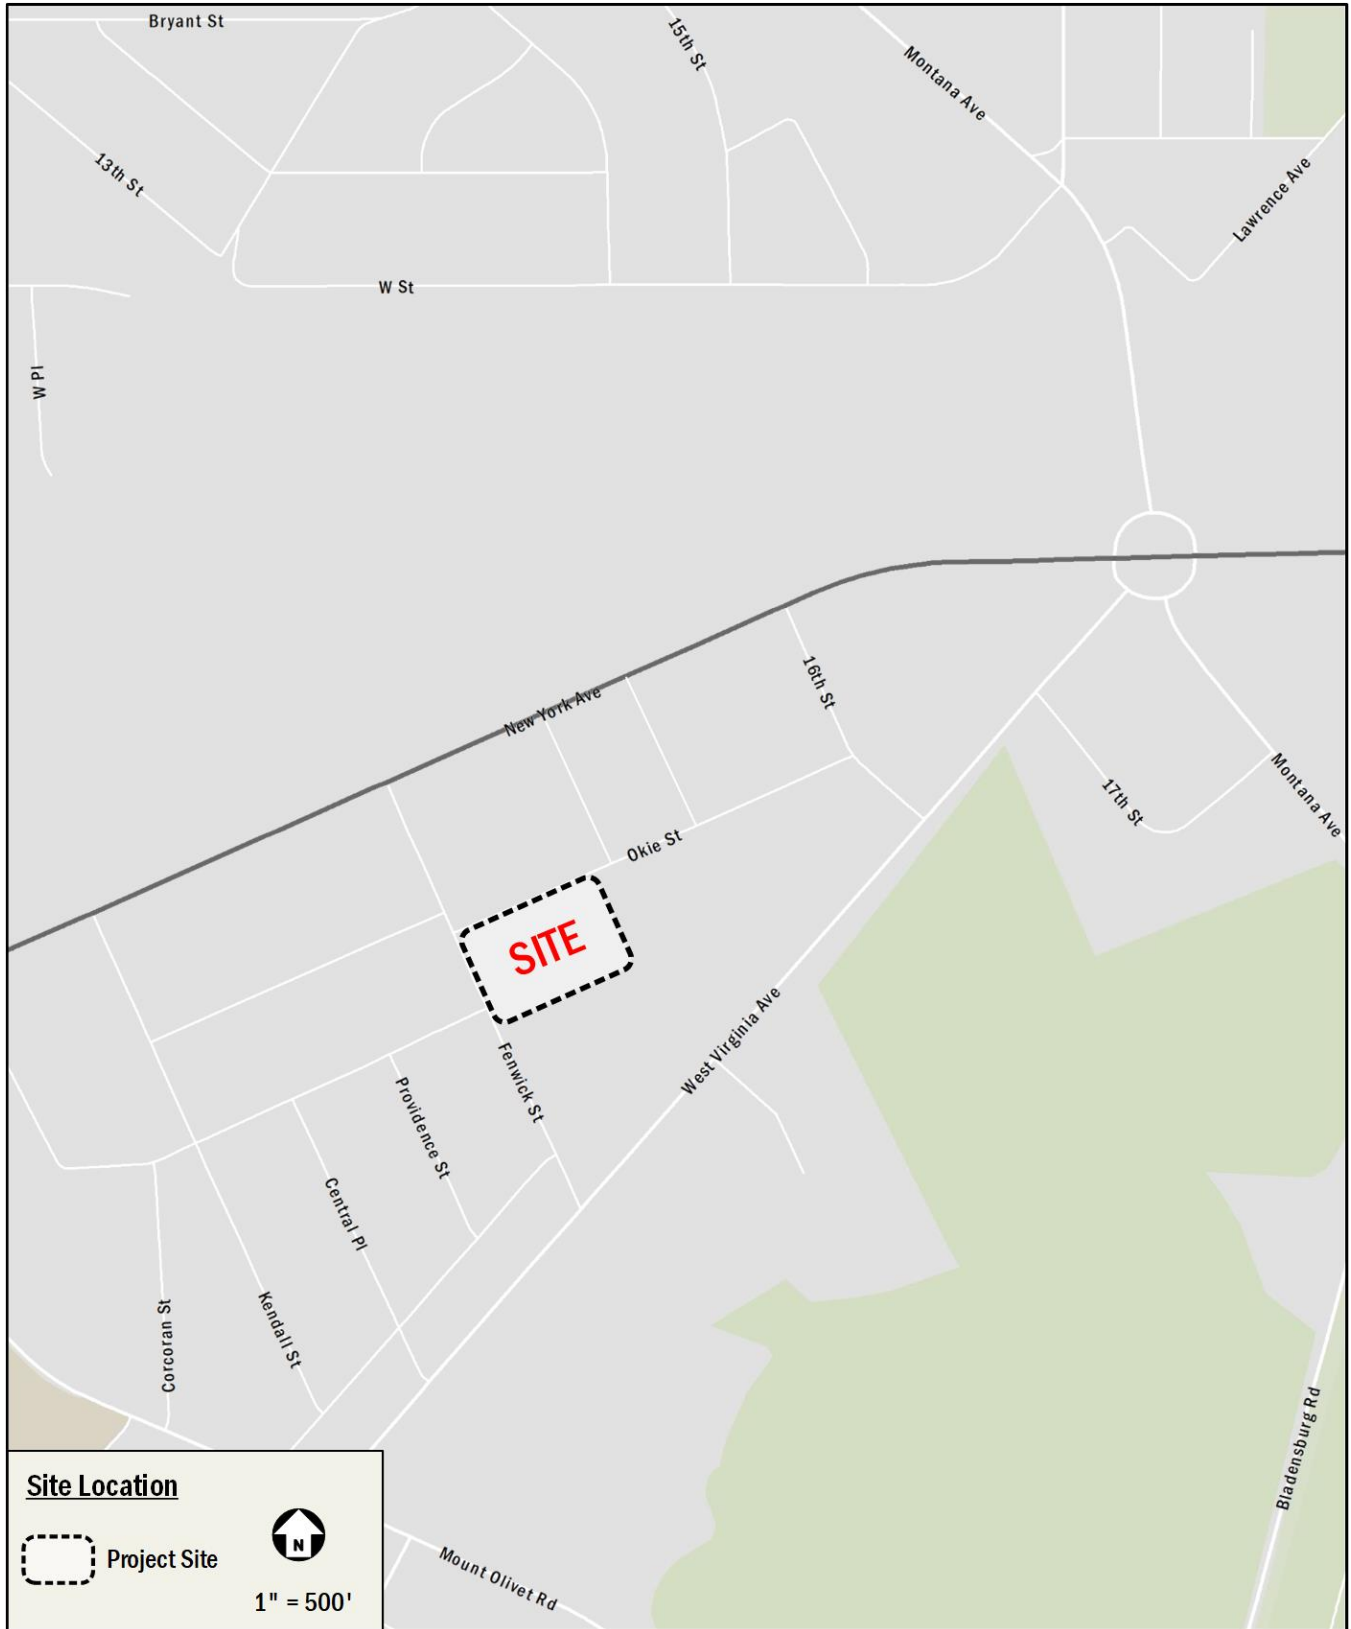 Bryant St
15th St
Montana Ave
13th St
Lawrence Ave
W St
W Pl
16th St
New York Ave
17th St
Montana Ave
Okie St
SITE
West Virginia Ave
Fenwick St
Providence St
Central Pl
Kendall St
Corcoran St
Bladensburg Rd
Site Location
N
Project Site
1" = 500'
Mount Olivet Rd